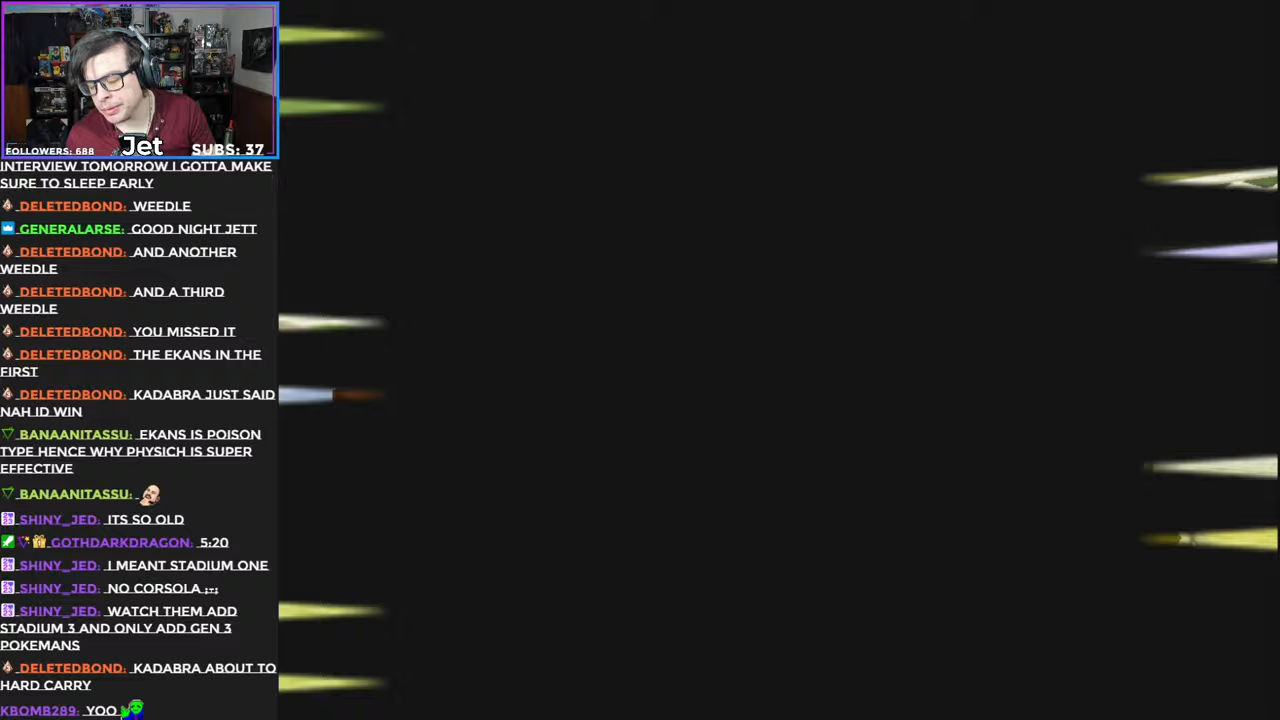 FOLLOWERS: 688
Jet
SUBS: 37
INTERVIEW TOMORROW I GOTTA MAKE
SURE TO SLEEP EARLY
DELETEDBOND: WEEDLE
GENERALARSE: GOOD NIGHT JETT
DELETEDBOND: AND ANOTHER
WEEDLE
DELETEDBOND: AND A THIRD
WEEDLE
DELETEDBOND: YOU MISSED IT
DELETEDBOND: THE EKANS IN THE
FIRST
DELETEDBOND: KADABRA JUST SAID
NAH ID WIN
BANAANITASSU: EKANS IS POISON
TYPE HENCE WHY PHYSICH IS SUPER
EFFECTIVE
BANAANITASSU:
SHINY_JED: ITS SO OLD
GOTHDARKDRAGON: 5:20
SHINY_JED: I MEANT STADIUM ONE
SHINY_JED: NO CORSOLA ;-;
SHINY_JED: WATCH THEM ADD
STADIUM 3 AND ONLY ADD GEN 3
POKEMANS
DELETEDBOND: KADABRA ABOUT TO
HARD CARRY
KBOMB289: YOO